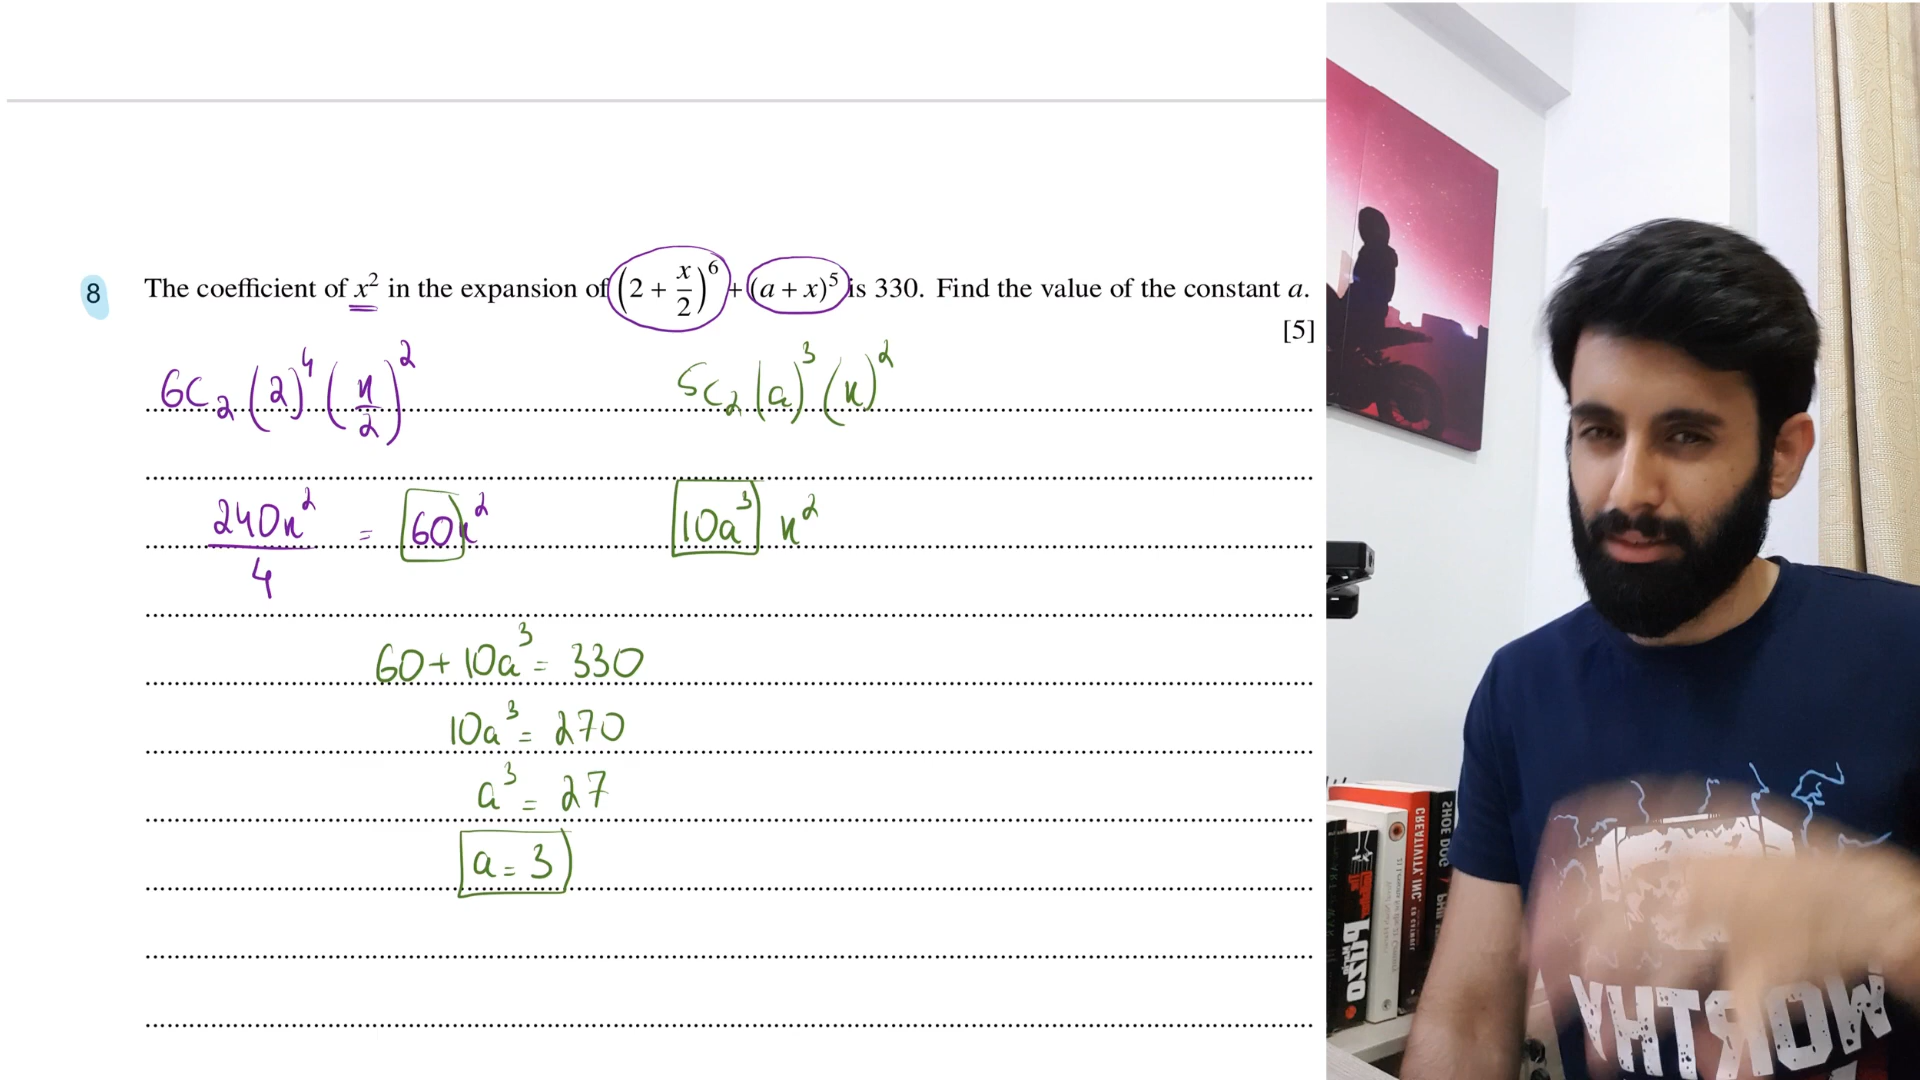 8 The coefficient of x² in the expansion of (2 + x/2)⁶ + (a + x)⁵ is 330. Find the value of the constant a.
[5]
6C₂ (2)⁴ (x/2)² 5C₂ (a)³ (x)²
240x²/4 = 60x² 10a³ x²
60 + 10a³ = 330
10a³ = 270
a³ = 27
a = 3
CREATIVITY, INC.
SHOE DOG
WORTHY